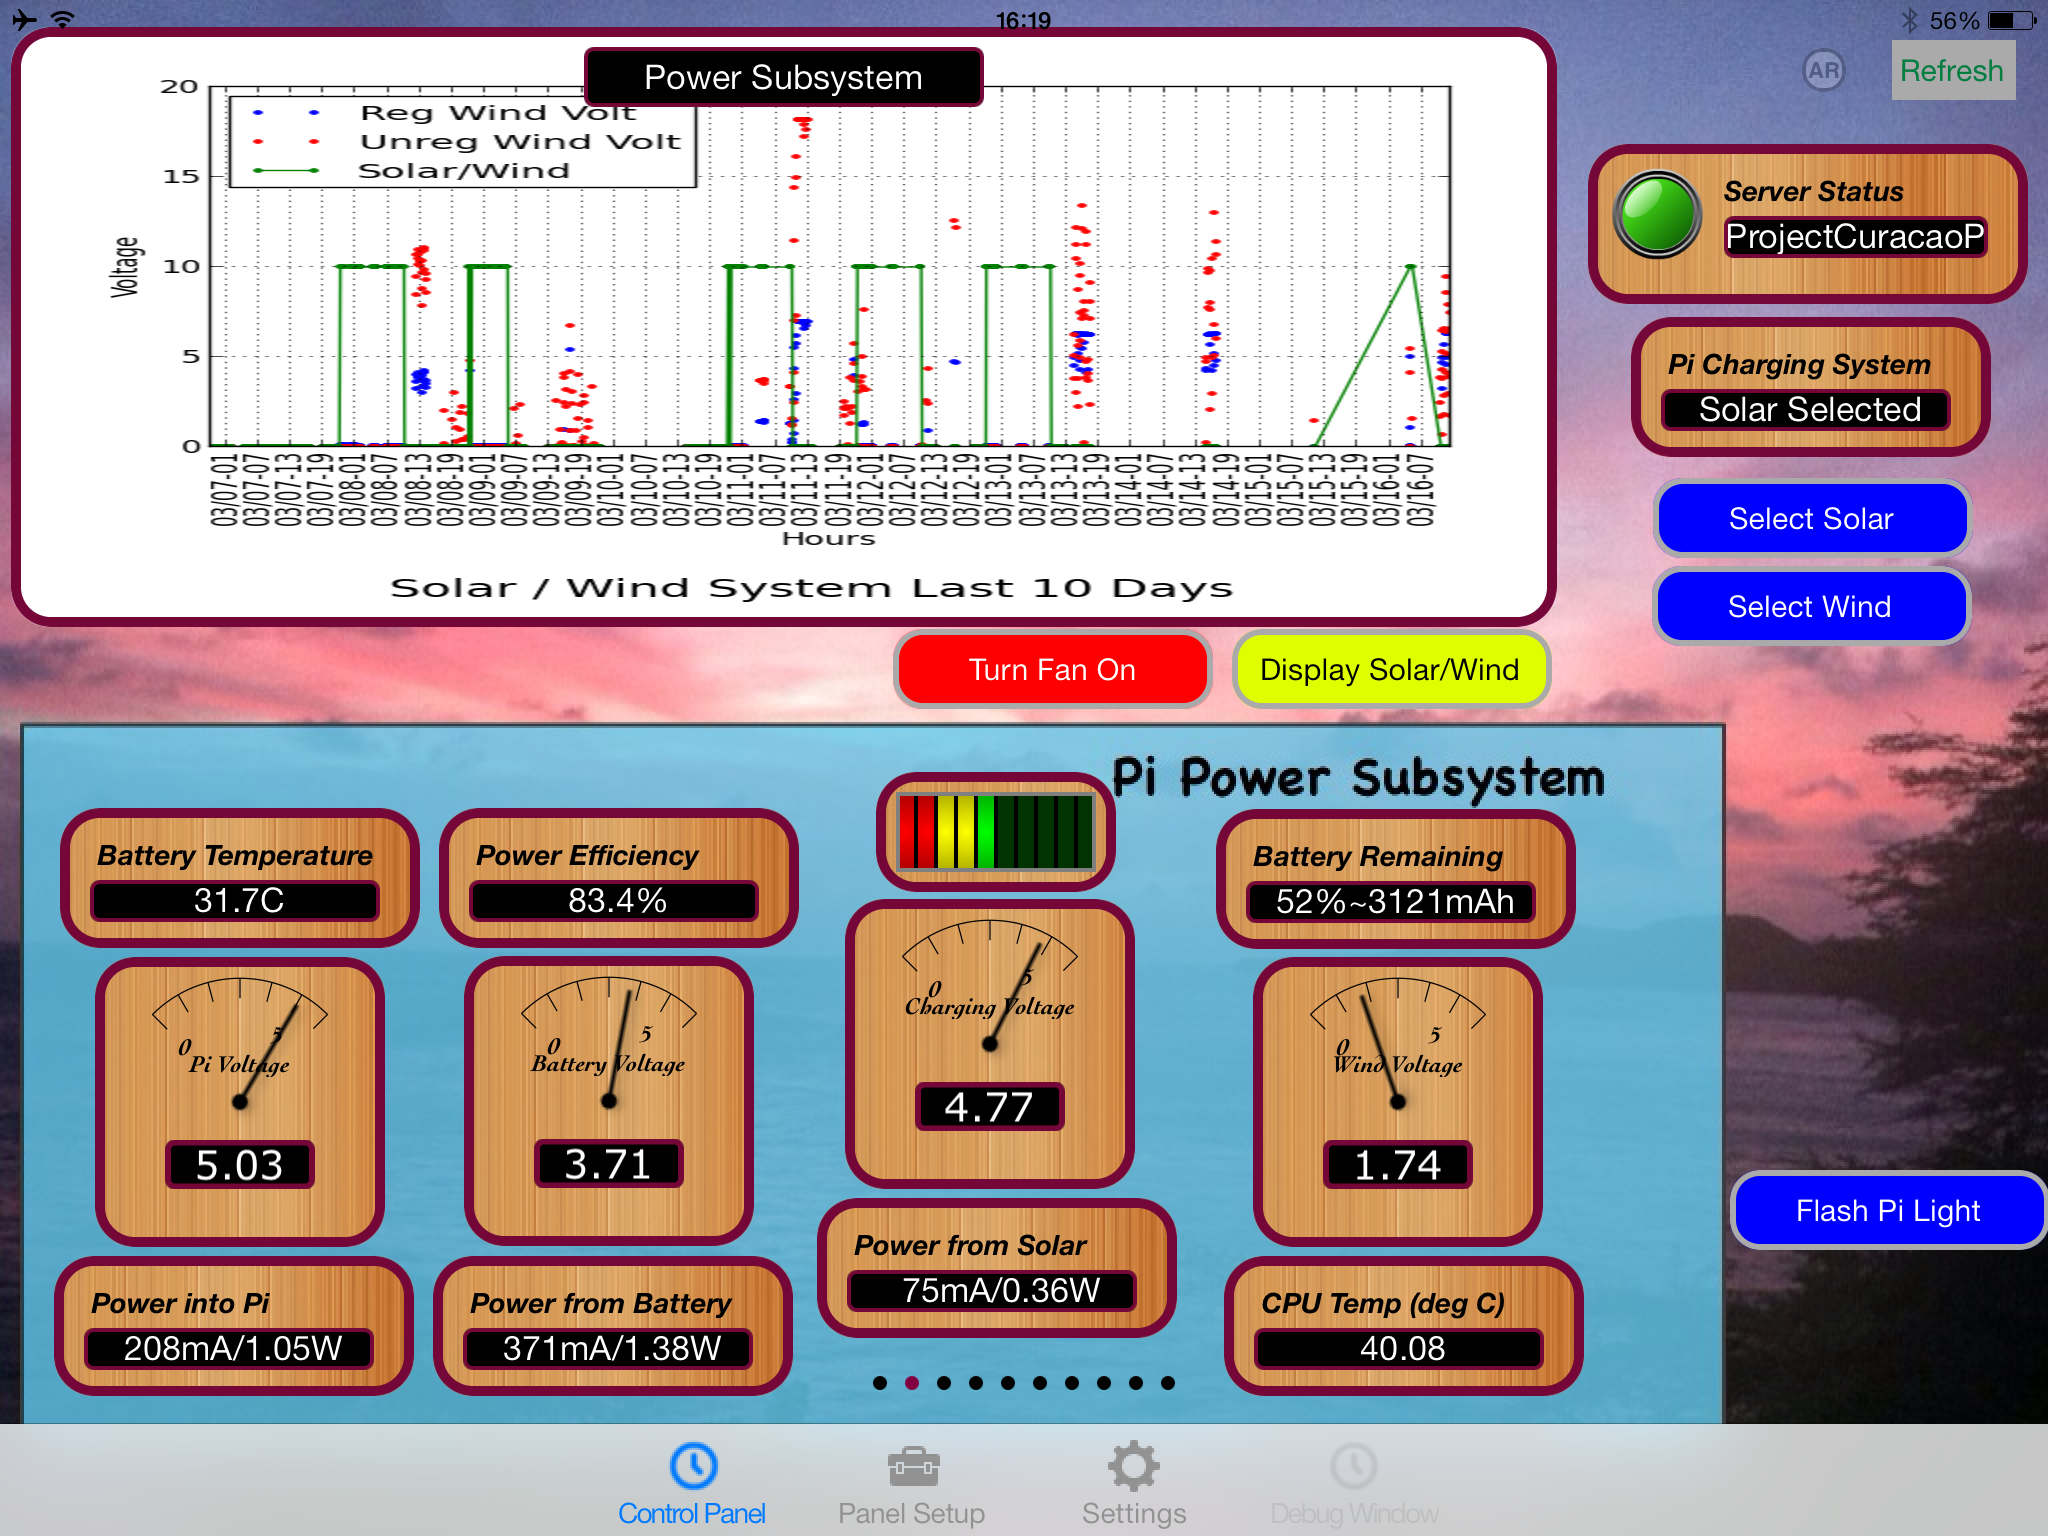 16:19
56%
Power Subsystem
AR
Refresh
20
15
10
5
0
Voltage
Reg Wind Volt
Unreg Wind Volt
Solar/Wind
03/07-01
03/07-07
03/07-13
03/07-19
03/08-01
03/08-07
03/08-13
03/08-19
03/09-01
03/09-07
03/09-13
03/09-19
03/10-01
03/10-07
03/10-13
03/10-19
03/11-01
03/11-07
03/11-13
03/11-19
03/12-01
03/12-07
03/12-13
03/12-19
03/13-01
03/13-07
03/13-13
03/13-19
03/14-01
03/14-07
03/14-13
03/14-19
03/15-01
03/15-07
03/15-13
03/15-19
03/16-01
03/16-07
Hours
Solar / Wind System Last 10 Days
Server Status
ProjectCuracaoP
Pi Charging System
Solar Selected
Select Solar
Select Wind
Turn Fan On
Display Solar/Wind
Pi Power Subsystem
Battery Temperature
31.7C
Power Efficiency
83.4%
Battery Remaining
52%~3121mAh
0
5
Pi Voltage
5.03
0
5
Battery Voltage
3.71
0
5
Charging Voltage
4.77
0
5
Wind Voltage
1.74
Power into Pi
208mA/1.05W
Power from Battery
371mA/1.38W
Power from Solar
75mA/0.36W
CPU Temp (deg C)
40.08
Flash Pi Light
Control Panel
Panel Setup
Settings
Debug Window